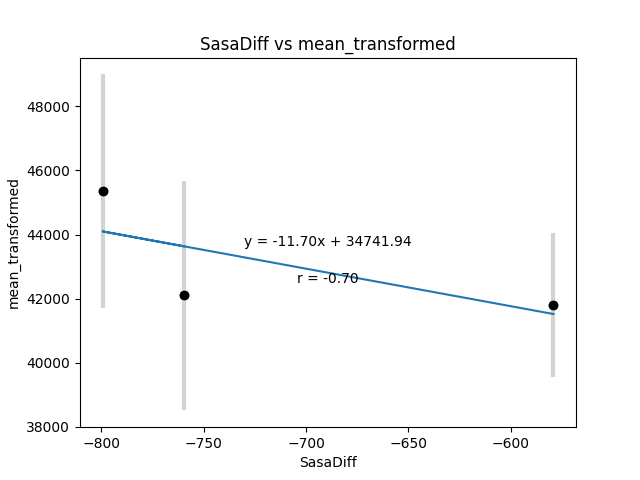 SasaDiff vs mean_transformed
48000
46000
44000
42000
40000
38000
mean_transformed
y = -11.70x + 34741.94
r = -0.70
−800
−750
−700
−650
−600
SasaDiff